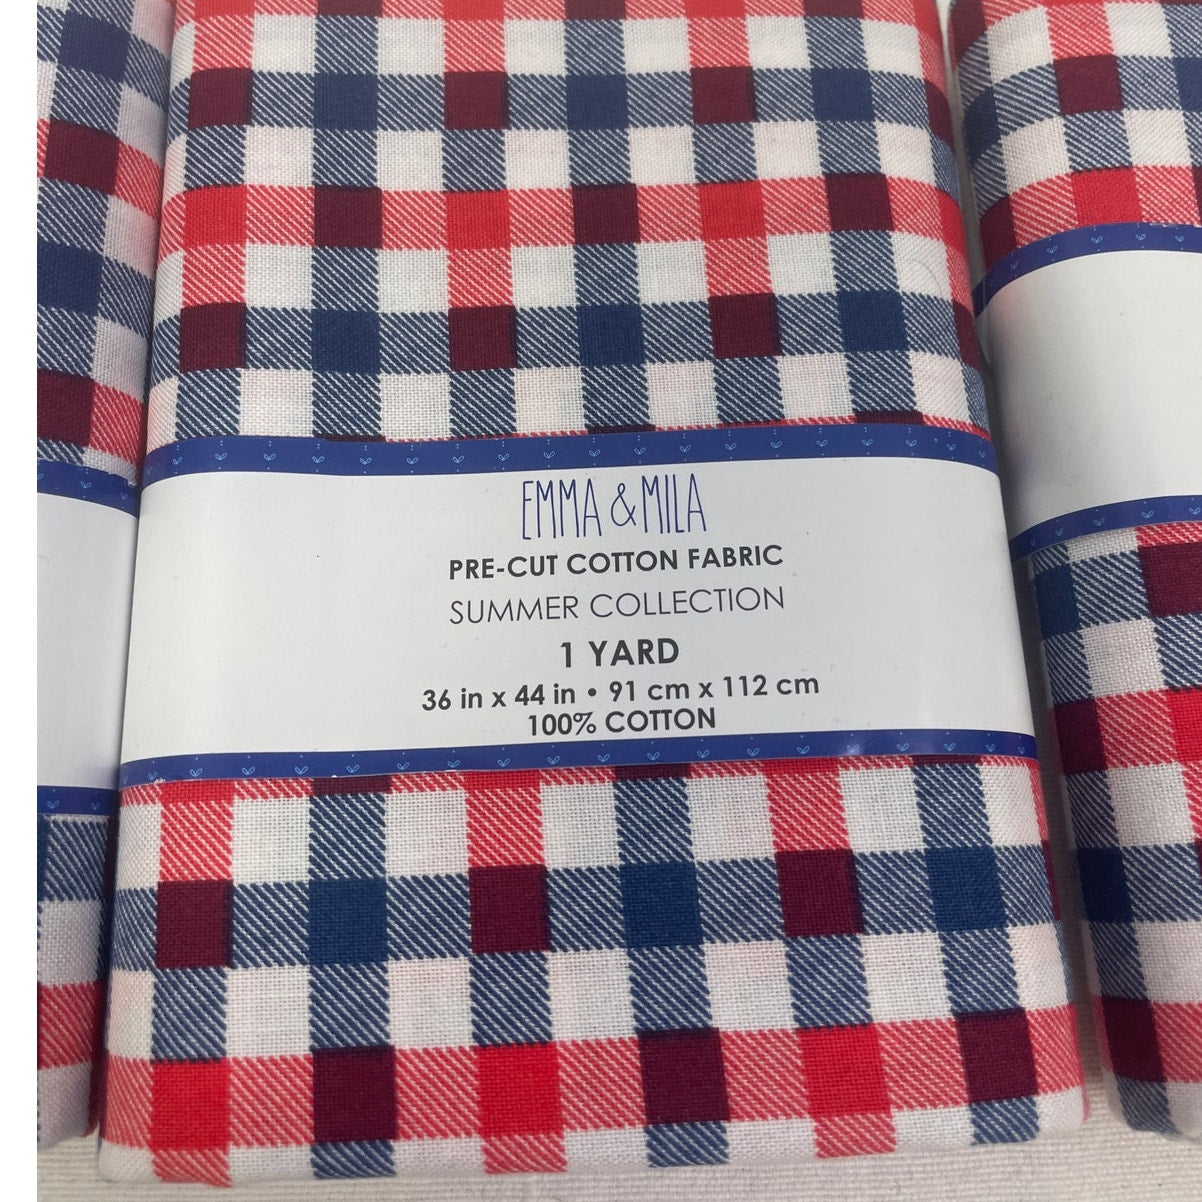 EMMA & MILA
PRE-CUT COTTON FABRIC
SUMMER COLLECTION
1 YARD
36 in x 44 in • 91 cm x 112 cm
100% COTTON